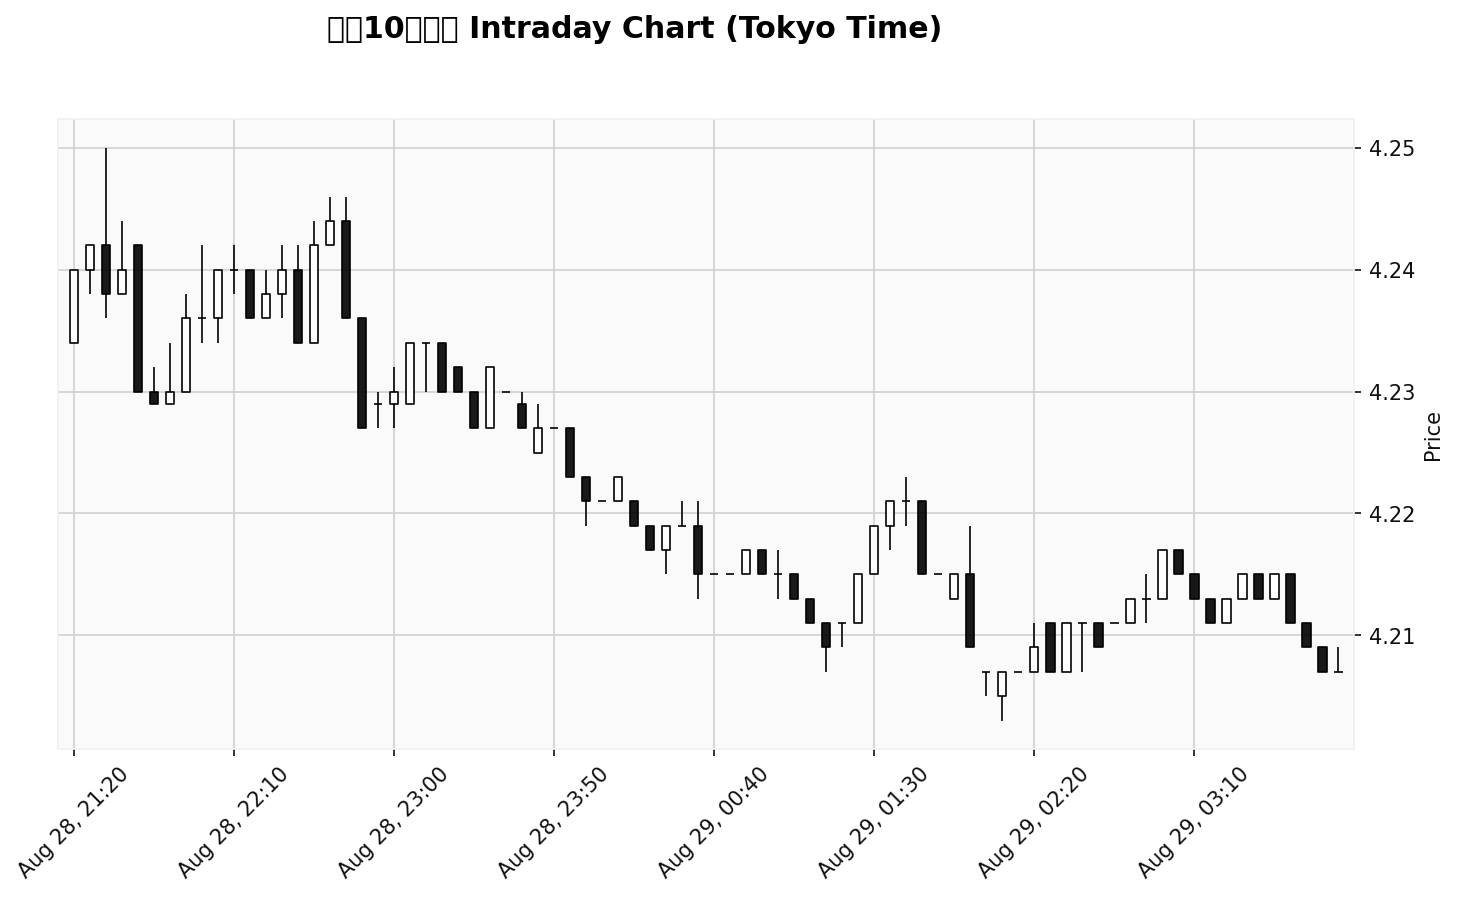 10 Intraday Chart (Tokyo Time)
4.25
4.24
4.23
4.22
4.21
Price
Aug 28, 21:20
Aug 28, 22:10
Aug 28, 23:00
Aug 28, 23:50
Aug 29, 00:40
Aug 29, 01:30
Aug 29, 02:20
Aug 29, 03:10